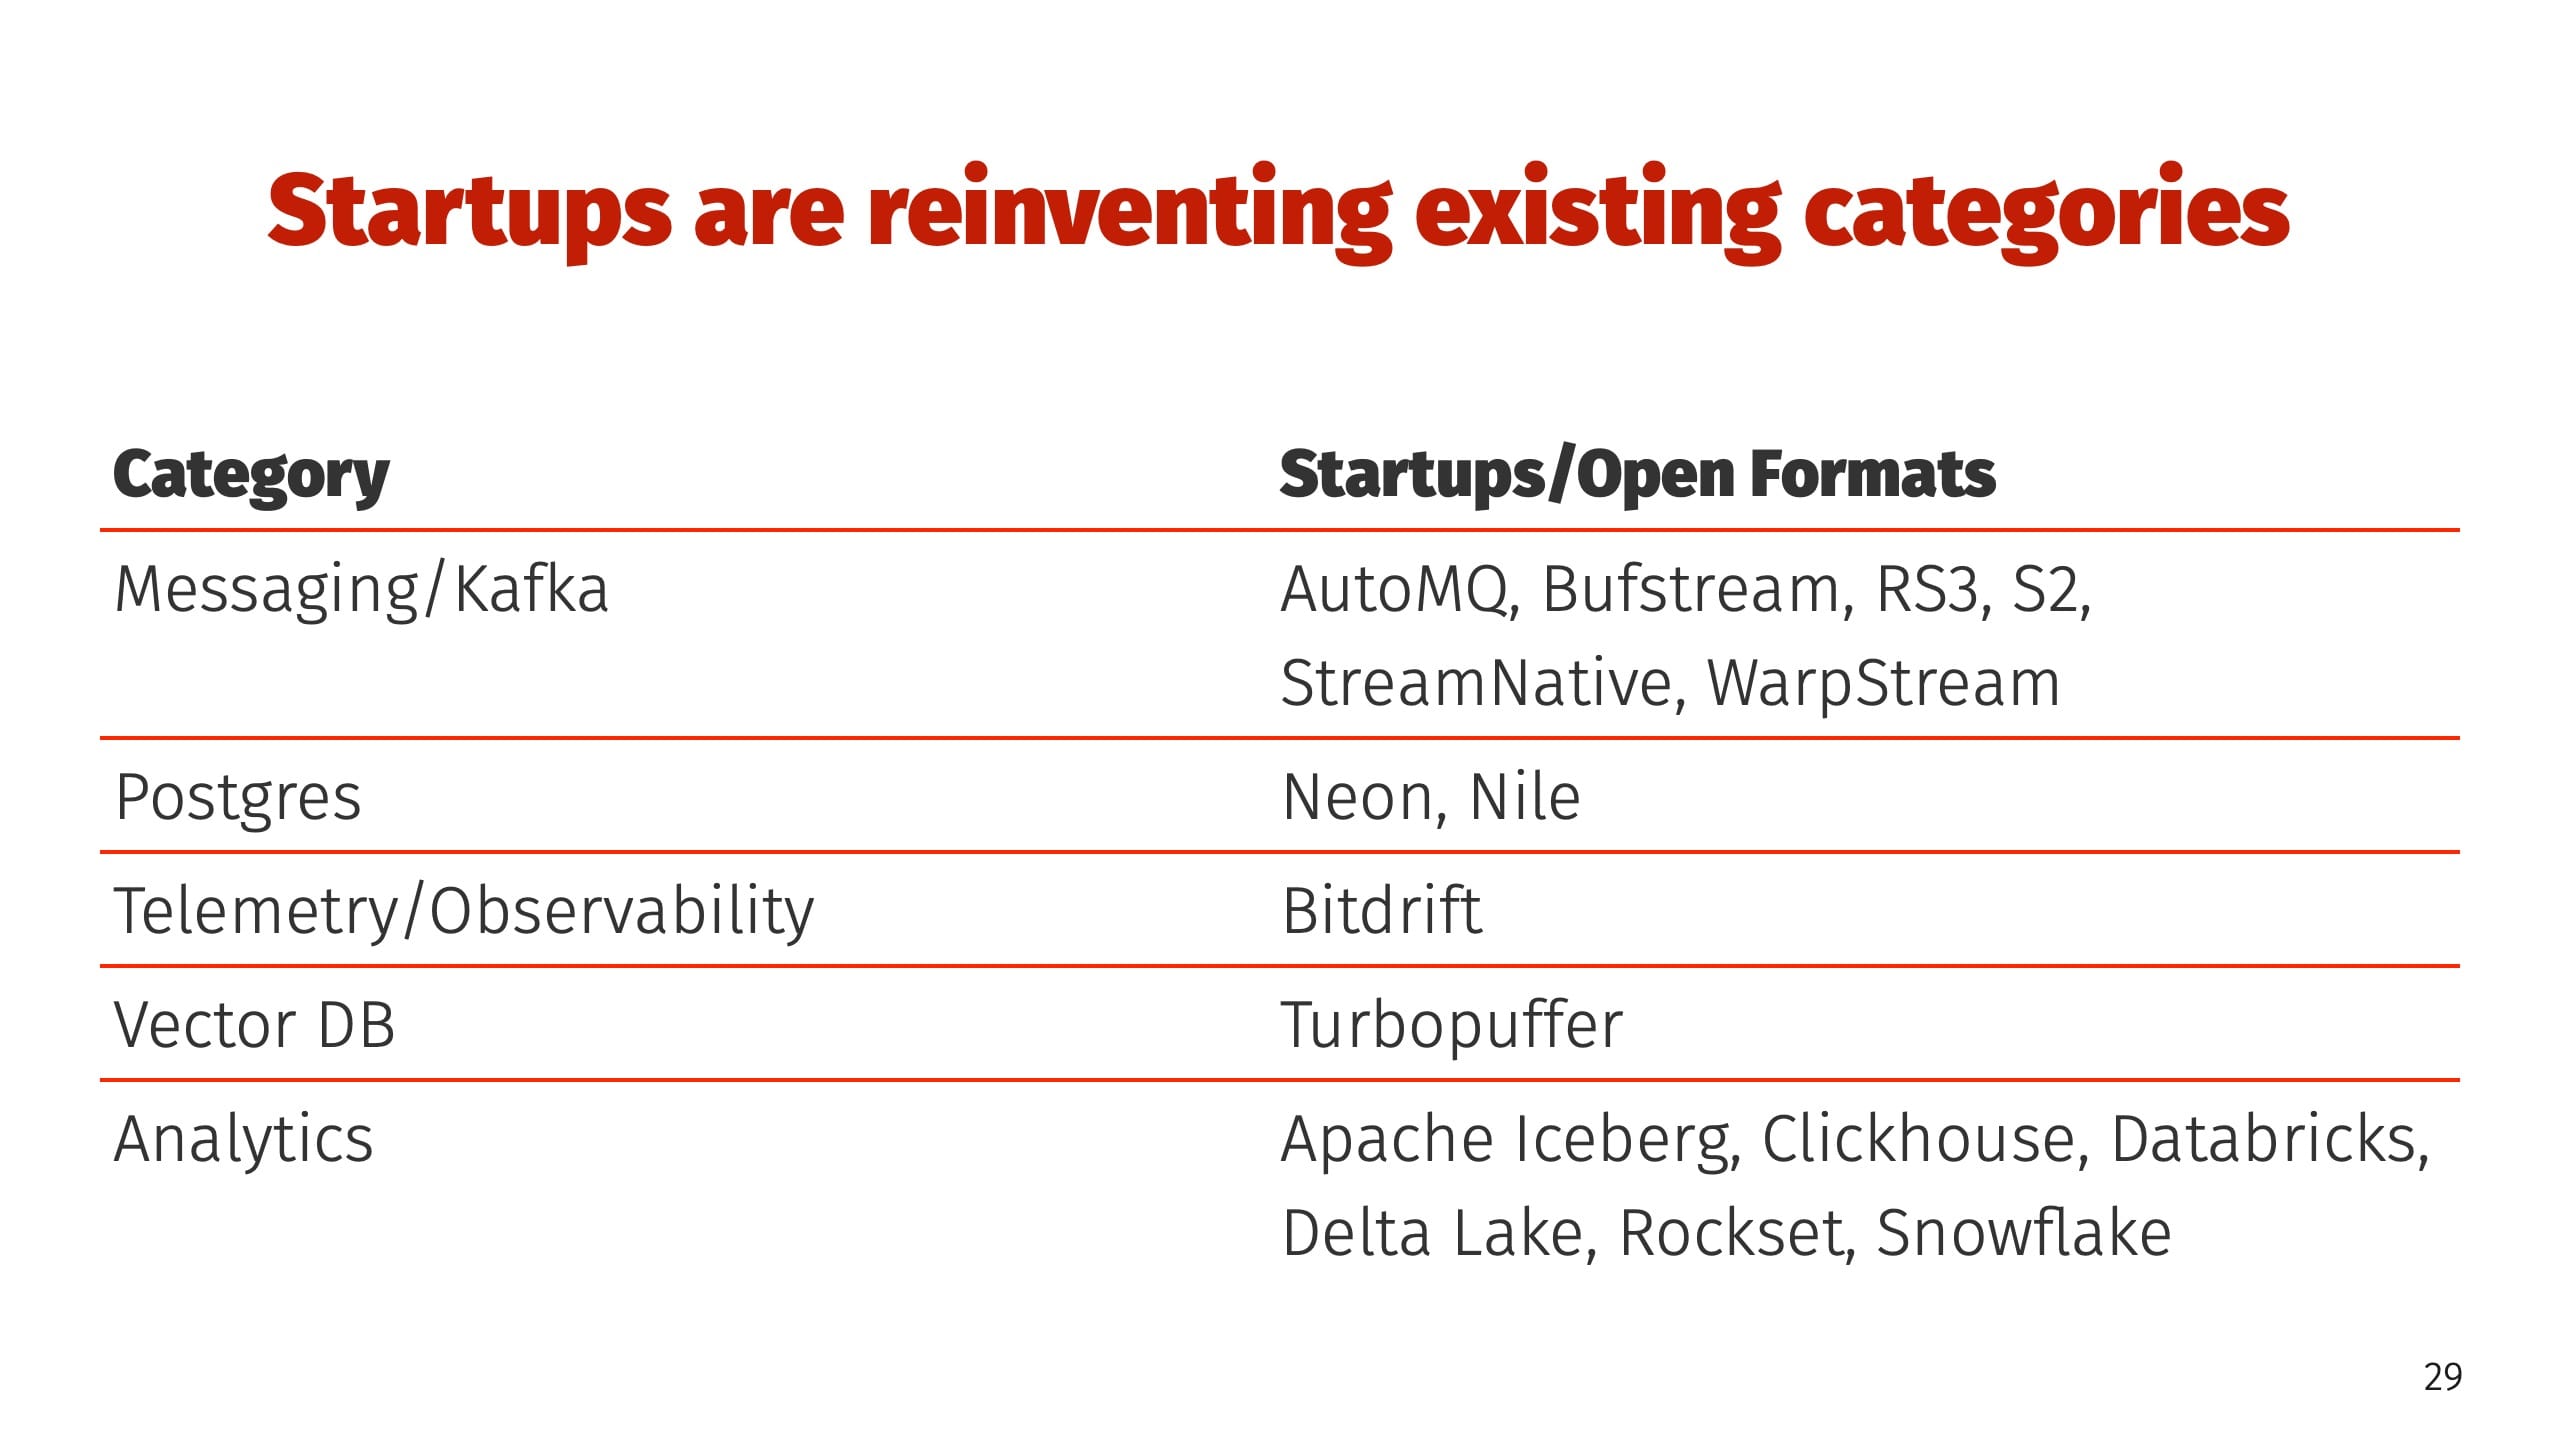 Startups are reinventing existing categories
Category
Startups/Open Formats
Messaging/Kafka
AutoMQ, Bufstream, RS3, S2,
StreamNative, WarpStream
Postgres
Neon, Nile
Telemetry/Observability
Bitdrift
Vector DB
Turbopuffer
Analytics
Apache Iceberg, Clickhouse, Databricks,
Delta Lake, Rockset, Snowflake
29